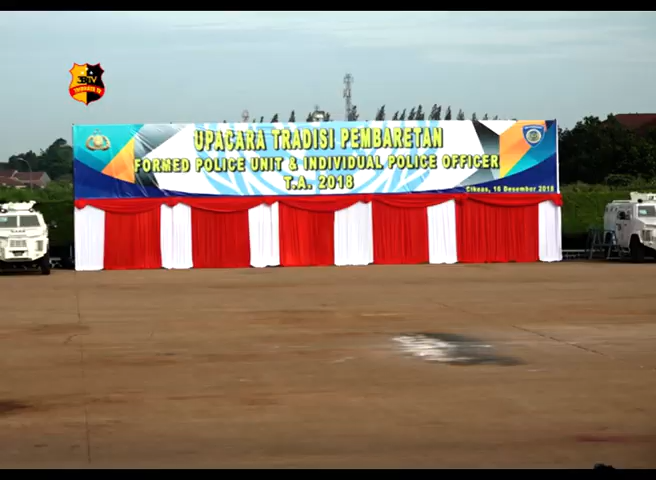 UPACARA TRADISI PEMBARETAN
FORMED POLICE UNIT & INDIVIDUAL POLICE OFFICER
T.A. 2018
Cikeas, 16 Desember 2018